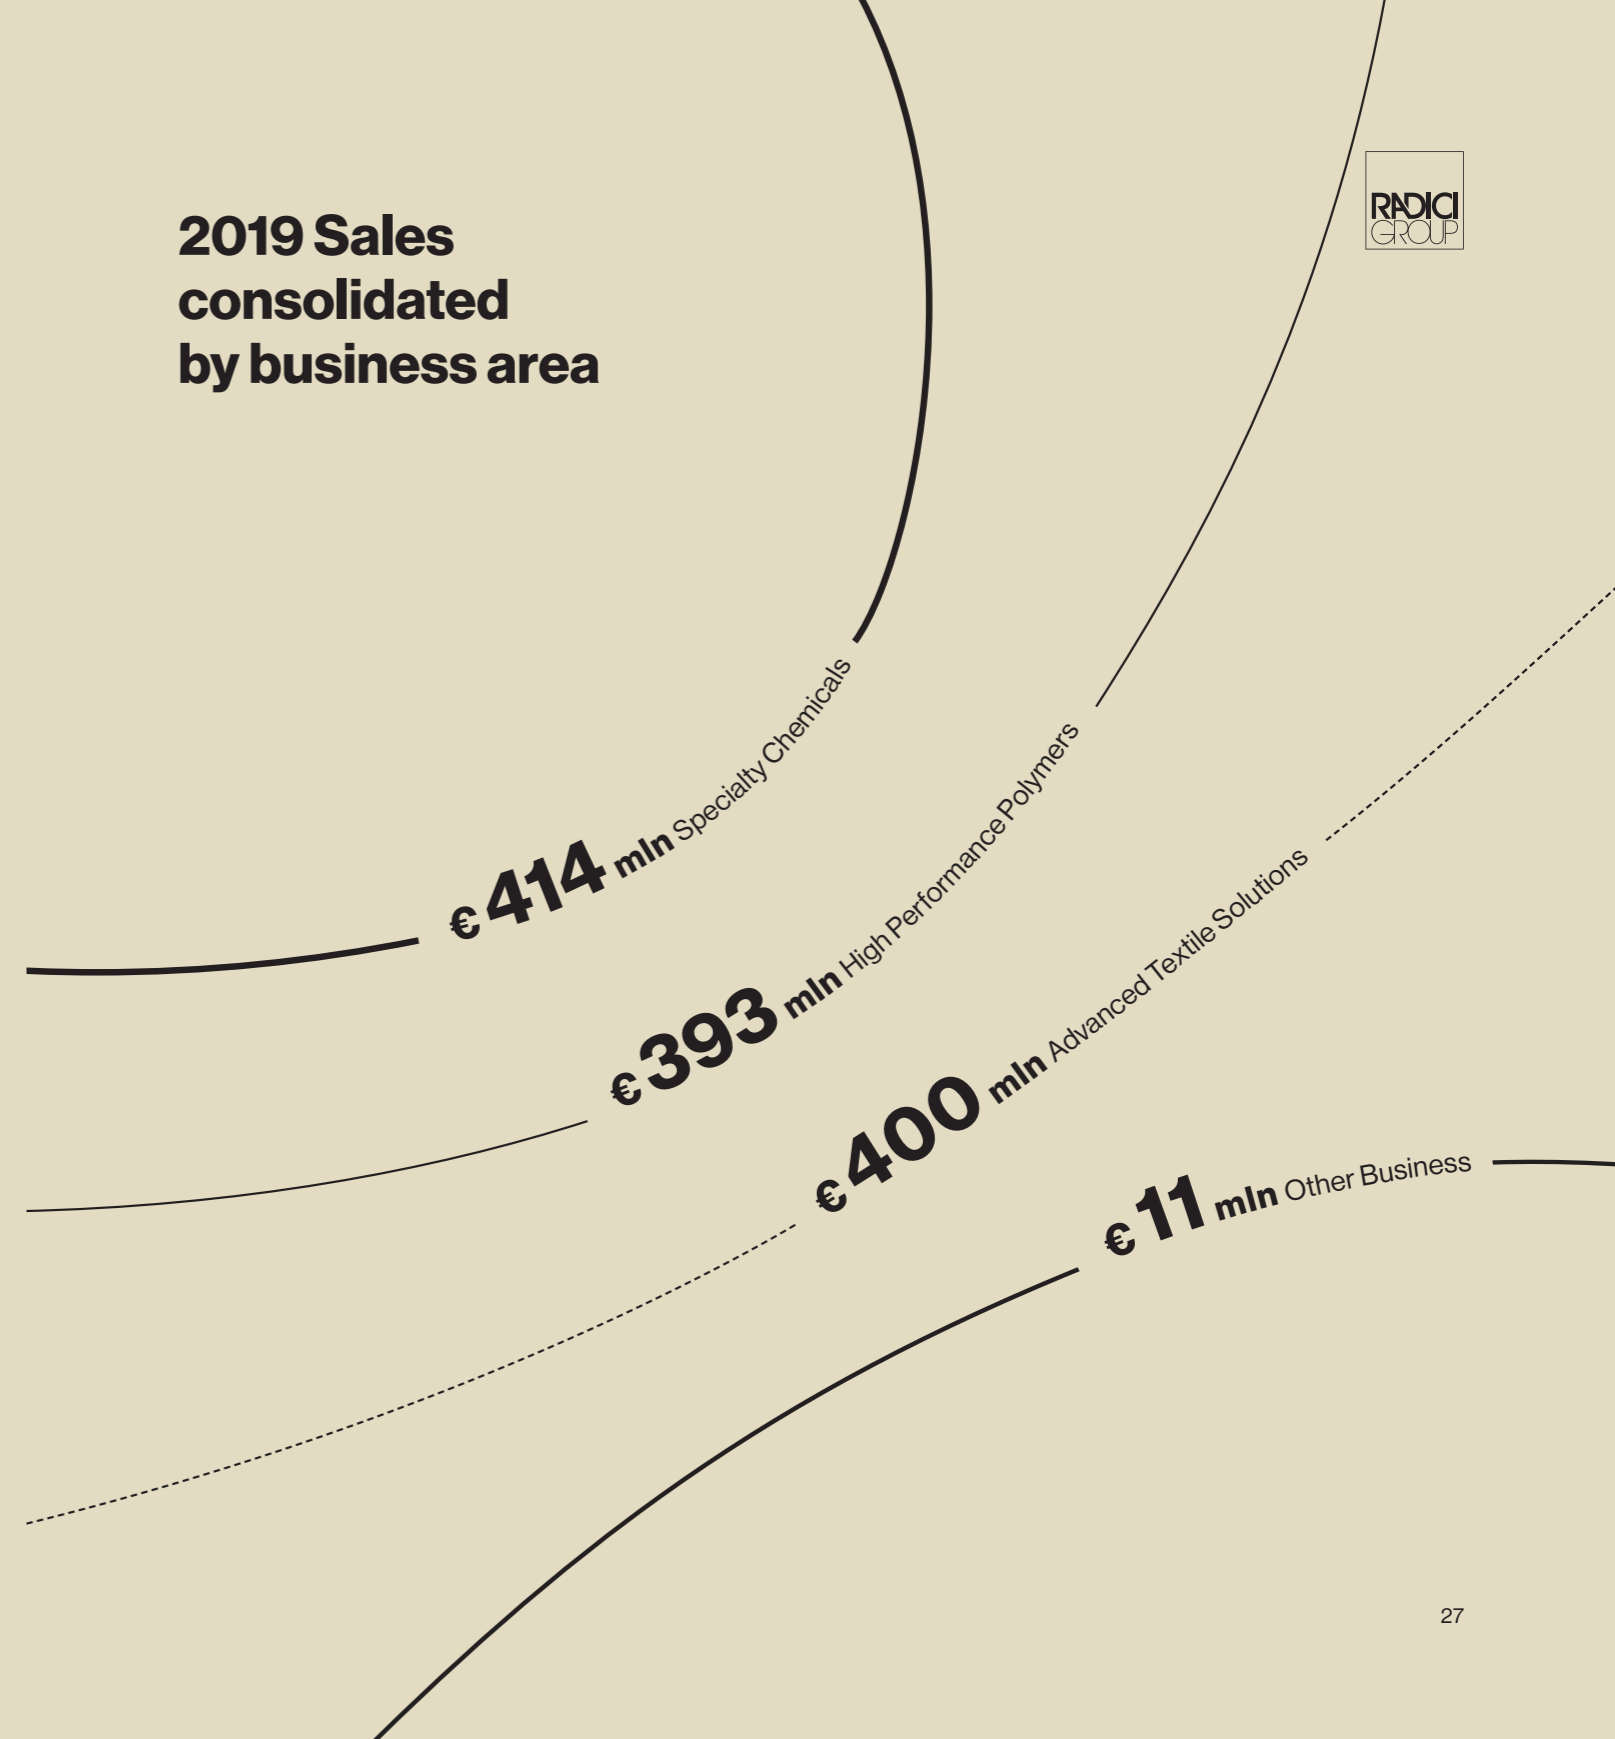 2019 Sales
consolidated
by business area
RADICI
GROUP
€ 414 mln Specialty Chemicals
€ 393 mln High Performance Polymers
€ 400 mln Advanced Textile Solutions
€ 11 mln Other Business
27